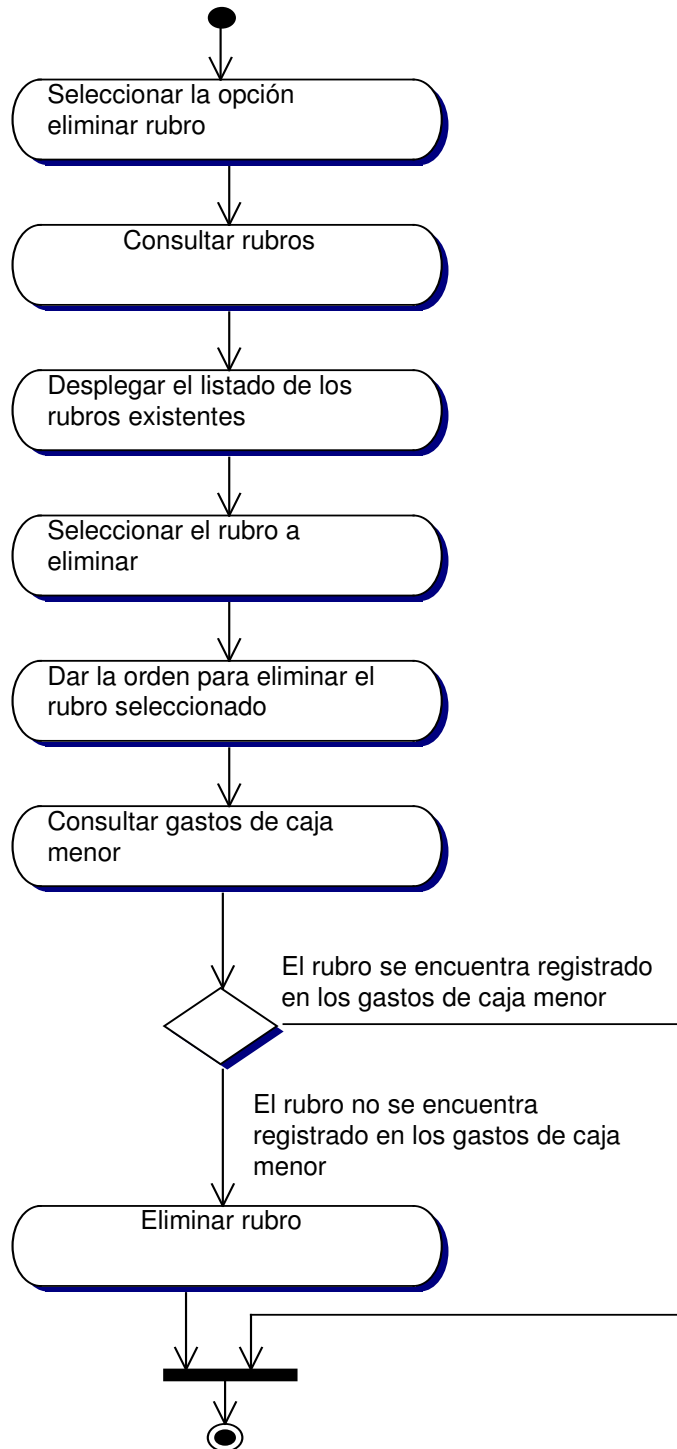 Seleccionar la opción
eliminar rubro
Consultar rubros
Desplegar el listado de los
rubros existentes
Seleccionar el rubro a
eliminar
Dar la orden para eliminar el
rubro seleccionado
Consultar gastos de caja
menor
El rubro se encuentra registrado
en los gastos de caja menor
El rubro no se encuentra
registrado en los gastos de caja
menor
Eliminar rubro